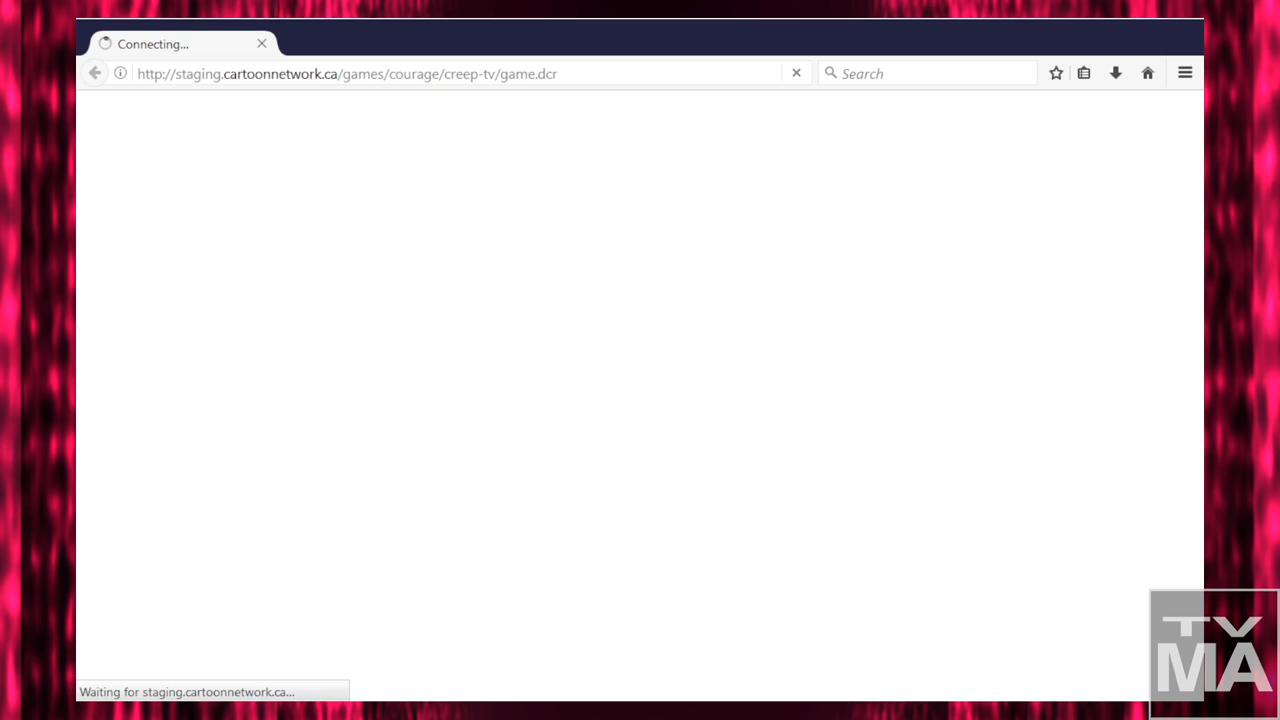 Connecting...
http://staging.cartoonnetwork.ca/games/courage/creep-tv/game.dcr
Search
Waiting for staging.cartoonnetwork.ca...
TV
MA